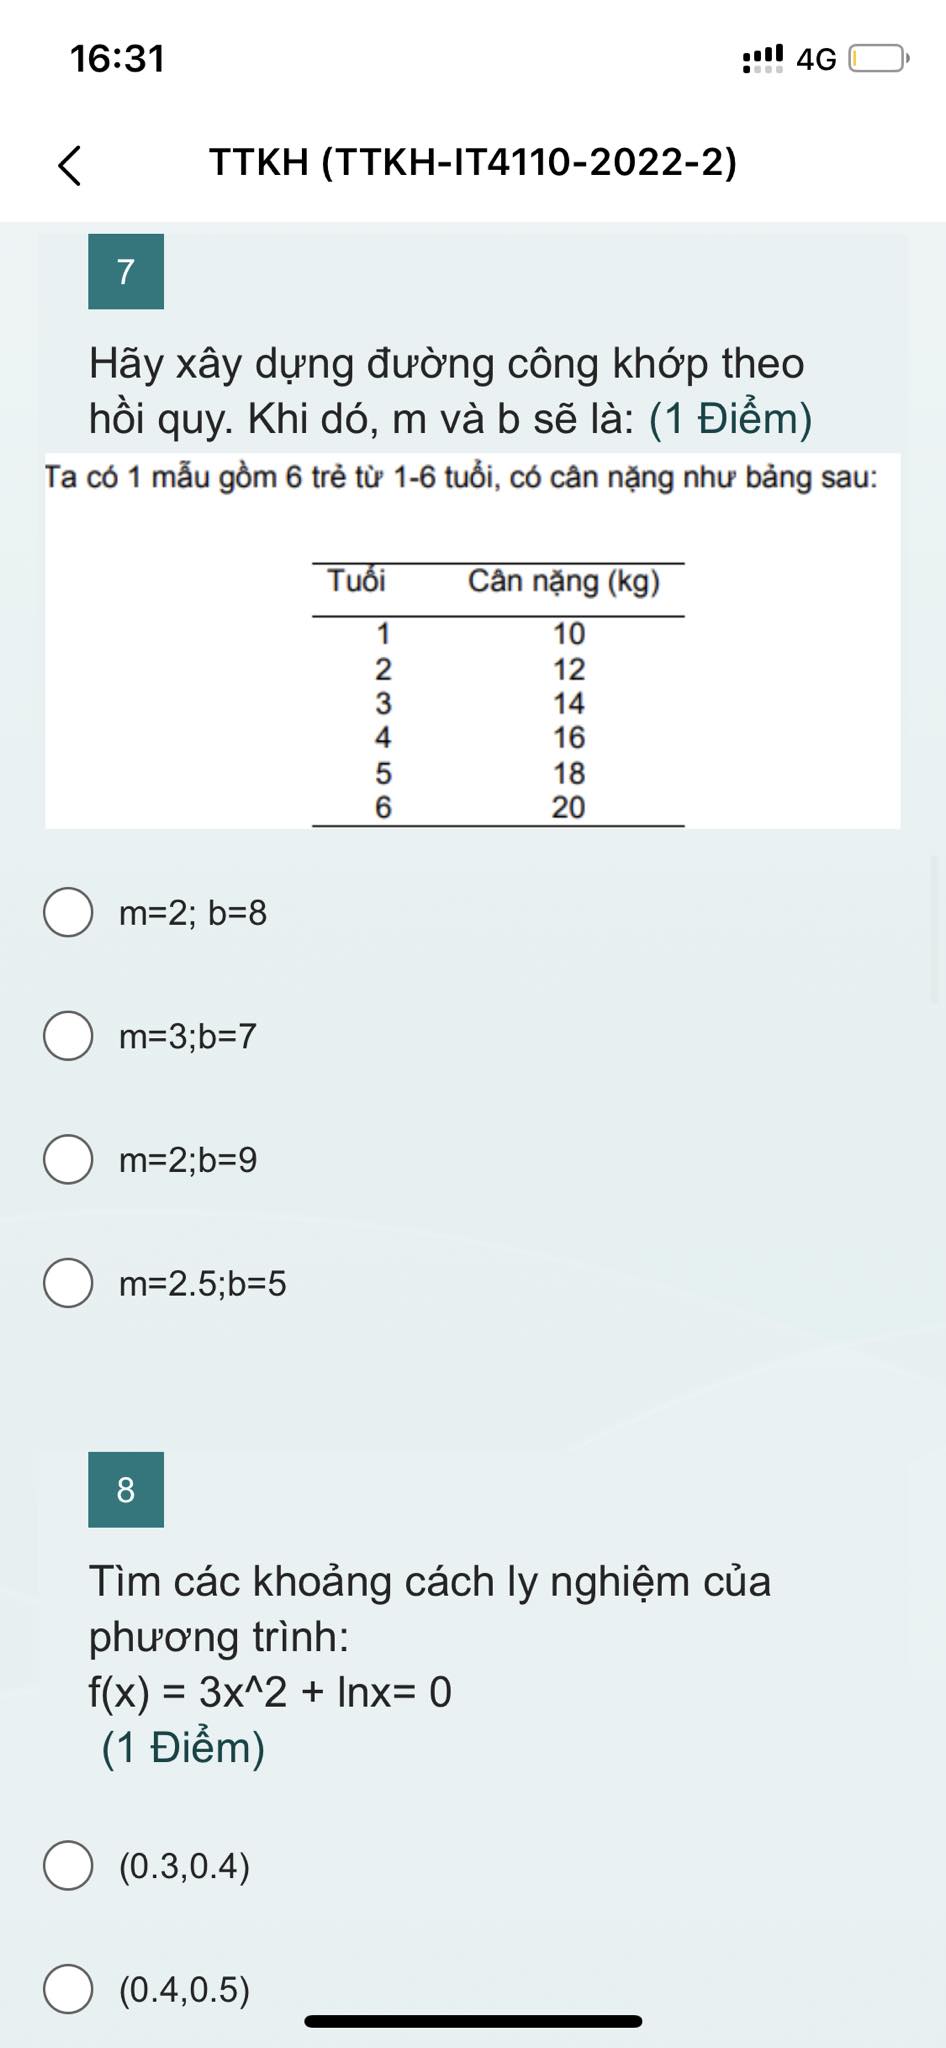 16:31
4G
TTKH (TTKH-IT4110-2022-2)
7
Hãy xây dựng đường công khớp theo
hồi quy. Khi dó, m và b sẽ là: (1 Điểm)
Ta có 1 mẫu gồm 6 trẻ từ 1-6 tuổi, có cân nặng như bảng sau:
Tuổi Cân nặng (kg)
1 10
2 12
3 14
4 16
5 18
6 20
m=2; b=8
m=3;b=7
m=2;b=9
m=2.5;b=5
8
Tìm các khoảng cách ly nghiệm của
phương trình:
f(x) = 3x^2 + lnx= 0
(1 Điểm)
(0.3,0.4)
(0.4,0.5)